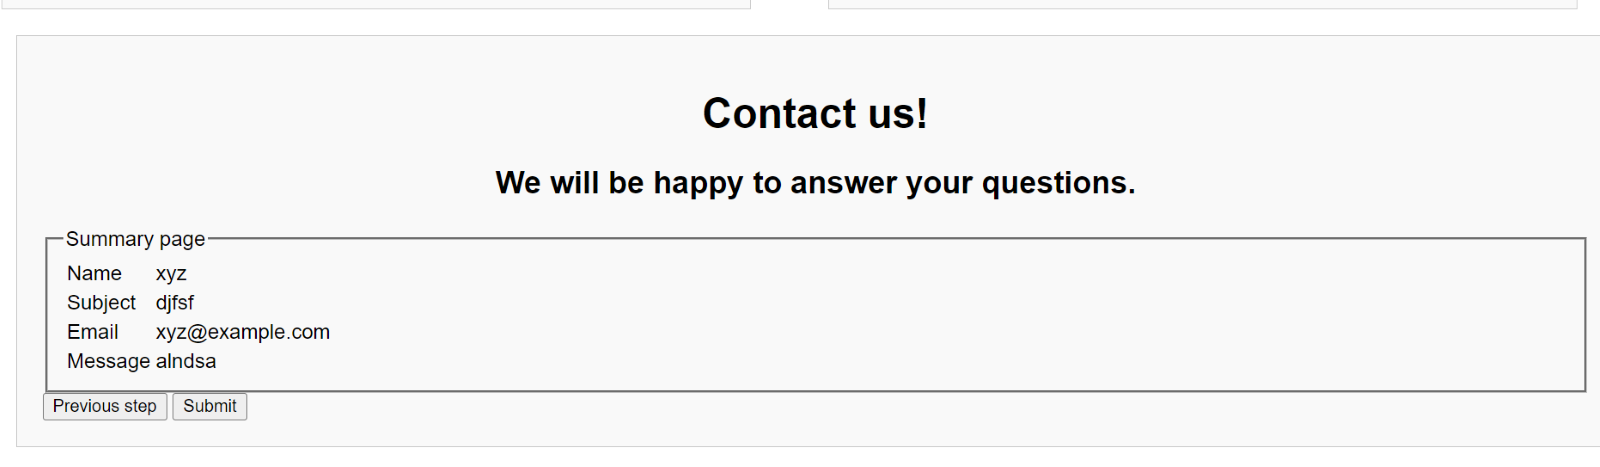 Contact us!
We will be happy to answer your questions.
Summary page
Name xyz
Subject djfsf
Email xyz@example.com
Message alndsa
Previous step Submit